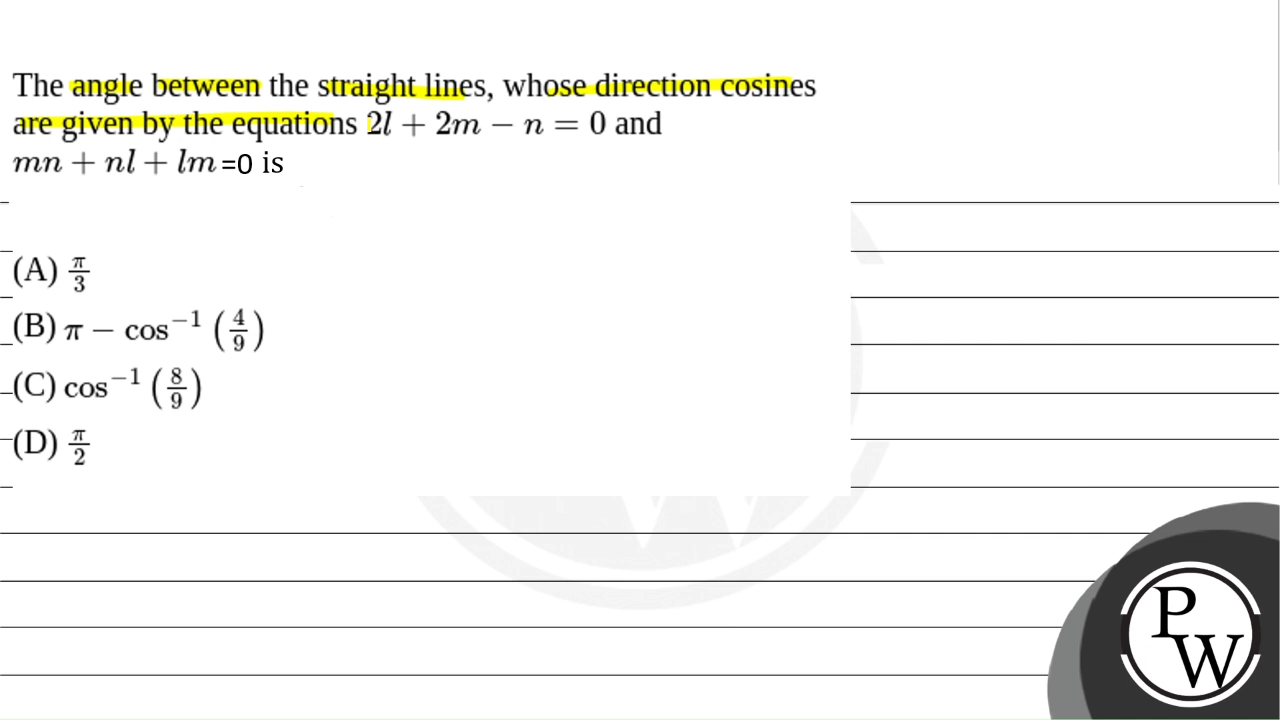 The angle between the straight lines, whose direction cosines
are given by the equations 2l + 2m − n = 0 and
mn + nl + lm =0 is
(A) π/3
(B) π − cos⁻¹ (4/9)
(C) cos⁻¹ (8/9)
(D) π/2
P
W